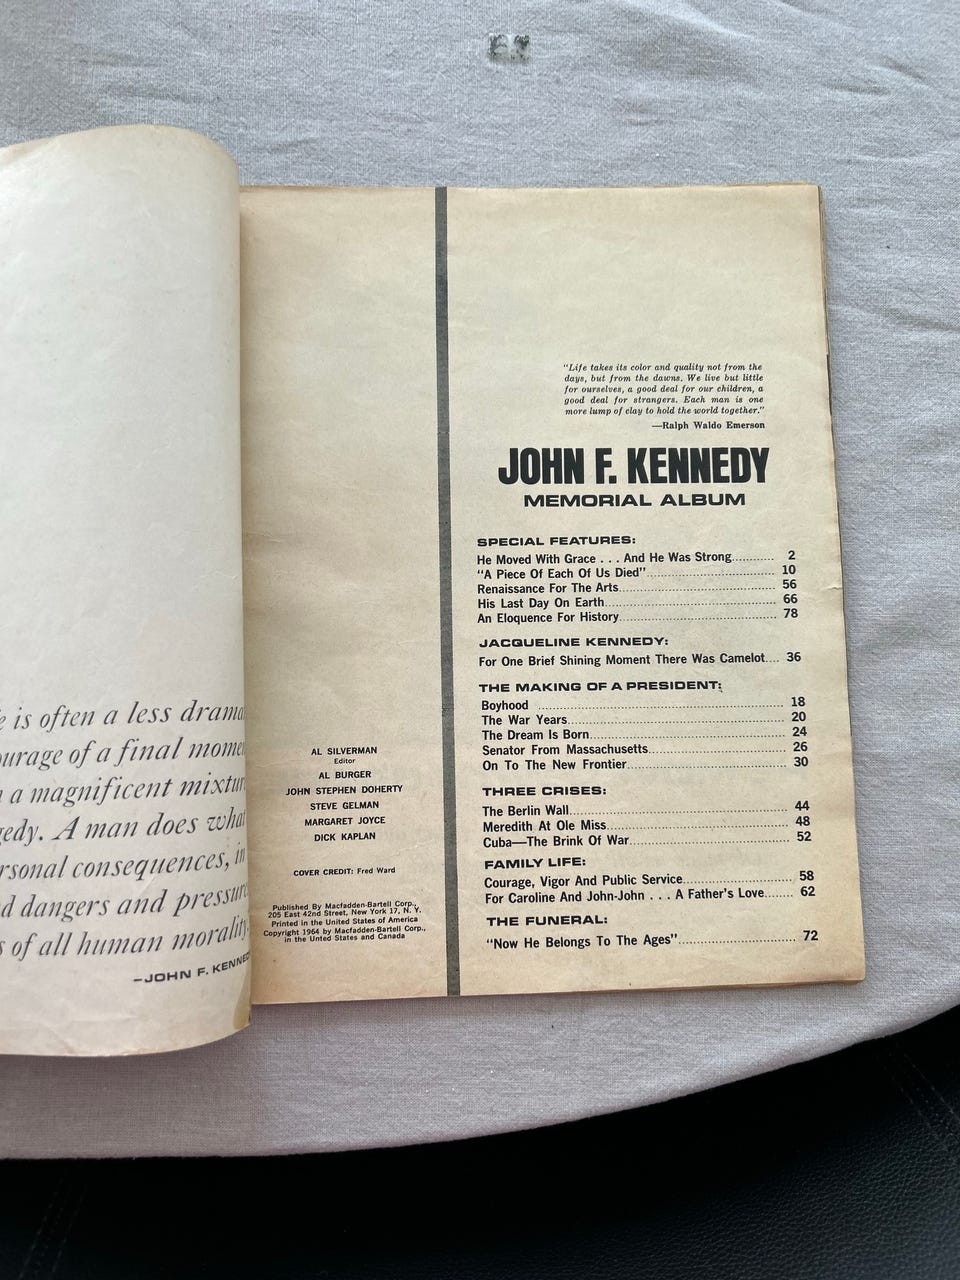 is often a less drama
ourage of a final mome
a magnificent
gedy. A man does what
rsonal consequences, in
d dangers and pressure
s of all human morality.
—JOHN F. KENNED
AL SILVERMAN
Editor
AL BURGER
JOHN STEPHEN DOHERTY
STEVE GELMAN
MARGARET JOYCE
DICK KAPLAN
COVER CREDIT: Fred Ward
Published By Macfadden-Bartell Corp.,
205 East 42nd Street, New York 17, N. Y.
Printed in the United States of America
Copyright 1964 by Macfadden-Bartell Corp.,
in the Unted States and Canada
"Life takes its color and quality not from the
days, but from the dawns. We live but little
for ourselves, a good deal for our children, a
good deal for strangers. Each man is one
more lump of clay to hold the world together."
—Ralph Waldo Emerson
JOHN F. KENNEDY
MEMORIAL ALBUM
SPECIAL FEATURES:
He Moved With Grace . . . And He Was Strong............ 2
"A Piece Of Each Of Us Died"................................ 10
Renaissance For The Arts...................................... 56
His Last Day On Earth.......................................... 66
An Eloquence For History...................................... 78
JACQUELINE KENNEDY:
For One Brief Shining Moment There Was Camelot.... 36
THE MAKING OF A PRESIDENT:
Boyhood ............................................................ 18
The War Years..................................................... 20
The Dream Is Born................................................ 24
Senator From Massachusetts.................................. 26
On To The New Frontier........................................ 30
THREE CRISES:
The Berlin Wall.................................................... 44
Meredith At Ole Miss............................................ 48
Cuba—The Brink Of War........................................ 52
FAMILY LIFE:
Courage, Vigor And Public Service.......................... 58
For Caroline And John-John . . . A Father's Love....... 62
THE FUNERAL:
"Now He Belongs To The Ages"............................ 72